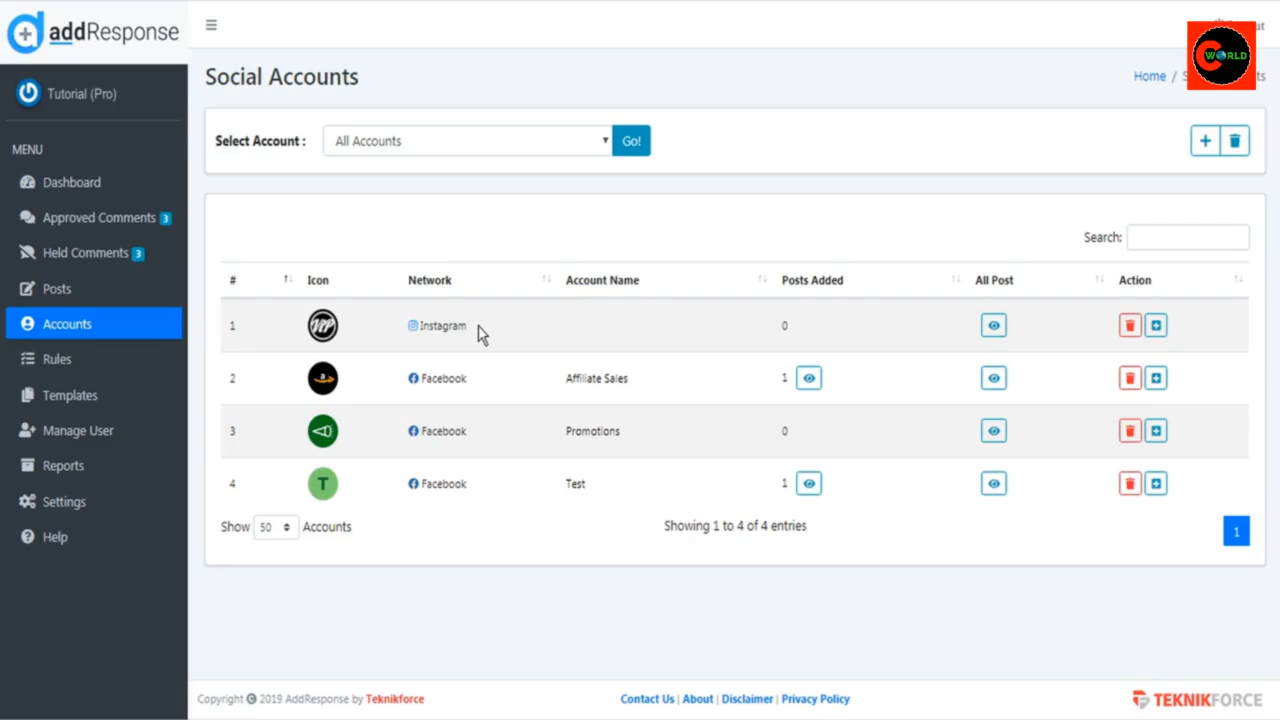 addResponse
Tutorial (Pro)
MENU
Dashboard
Approved Comments 3
Held Comments 3
Posts
Accounts
Rules
Templates
Manage User
Reports
Settings
Help
C WORLD
Social Accounts
Home /
Select Account : All Accounts Go!
Search:
# Icon Network Account Name Posts Added All Post Action
1 VIP Instagram 0
2 a Facebook Affiliate Sales 1
3 Facebook Promotions 0
4 T Facebook Test 1
Show 50 Accounts Showing 1 to 4 of 4 entries 1
Copyright © 2019 AddResponse by Teknikforce Contact Us | About | Disclaimer | Privacy Policy TEKNIKFORCE